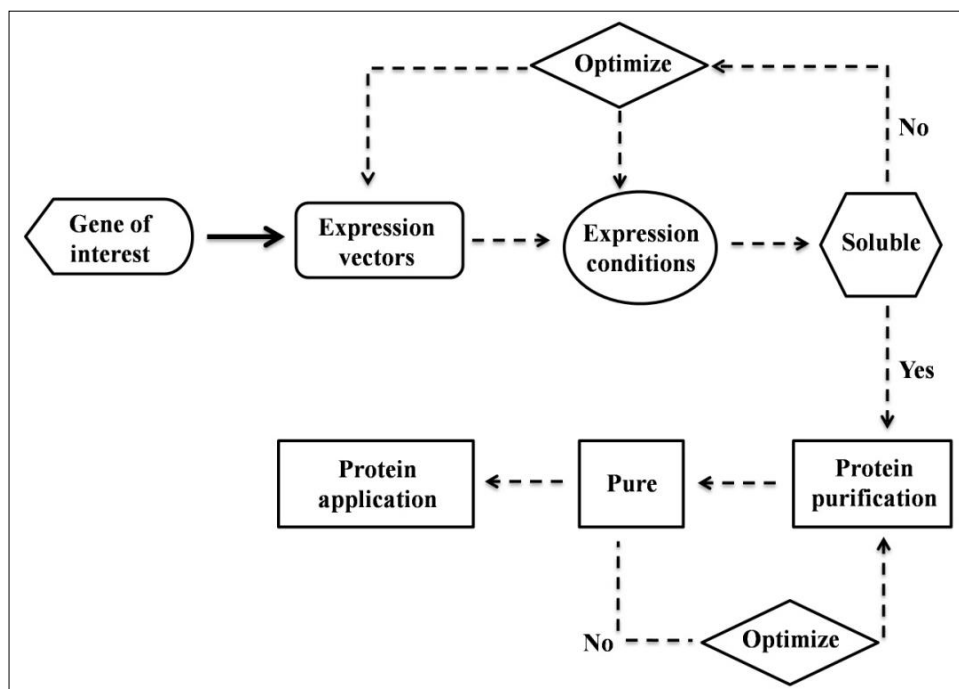 Optimize
No
Gene of
interest
Expression
vectors
Expression
conditions
Soluble
Yes
Protein
application
Pure
Protein
purification
No
Optimize